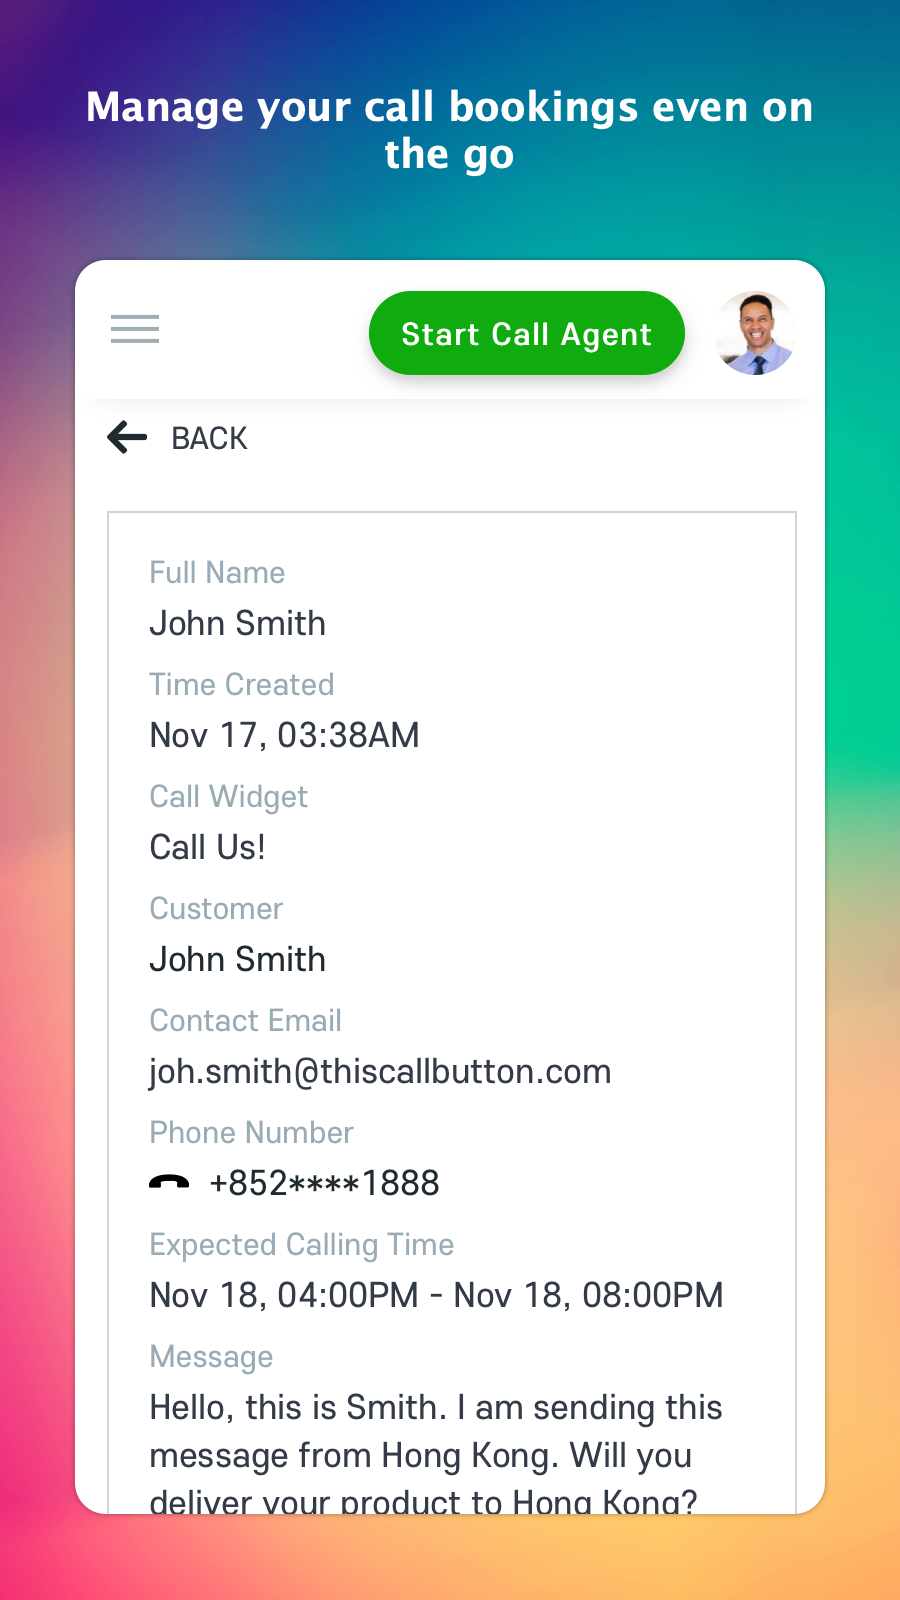 Manage your call bookings even on
the go
Start Call Agent
BACK
Full Name
John Smith
Time Created
Nov 17, 03:38AM
Call Widget
Call Us!
Customer
John Smith
Contact Email
joh.smith@thiscallbutton.com
Phone Number
+852****1888
Expected Calling Time
Nov 18, 04:00PM - Nov 18, 08:00PM
Message
Hello, this is Smith. I am sending this
message from Hong Kong. Will you
deliver your product to Hong Kong?